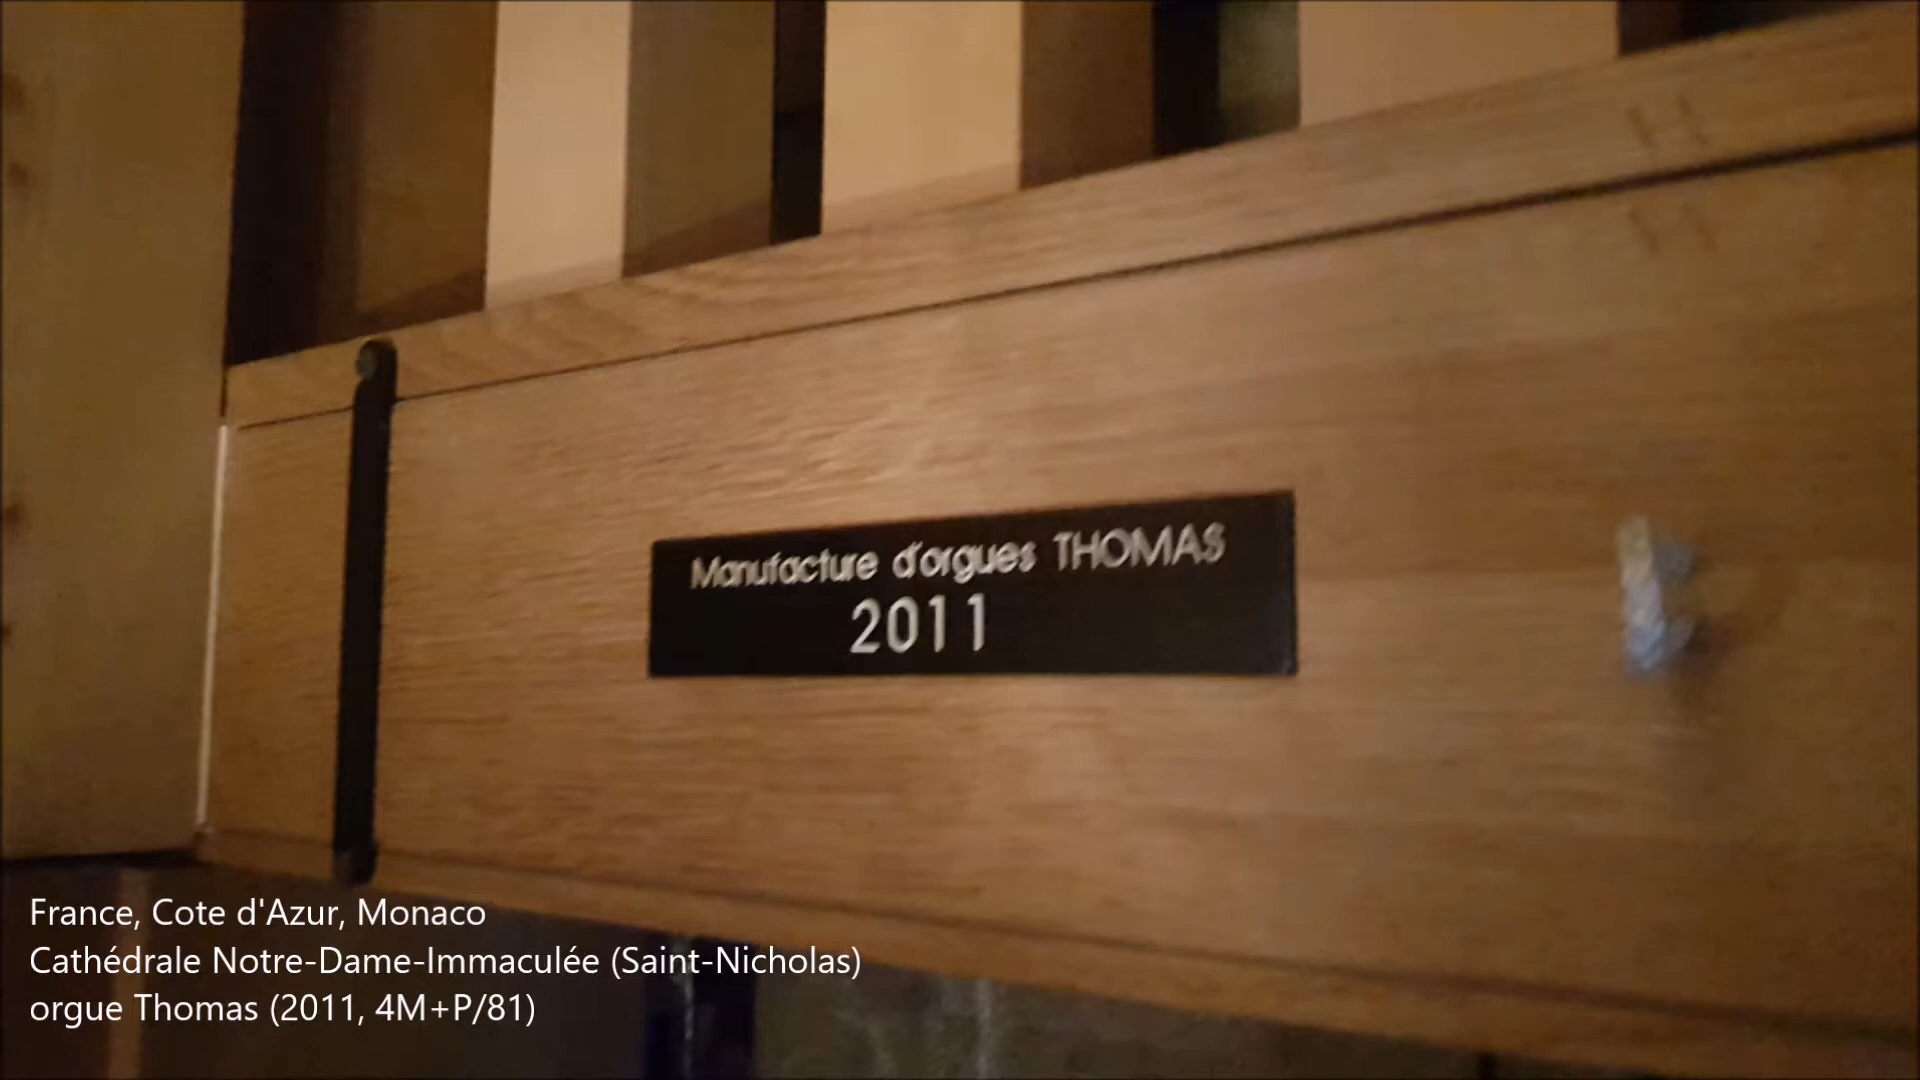 Manufacture d'orgues THOMAS
2011
France, Cote d'Azur, Monaco
Cathédrale Notre-Dame-Immaculée (Saint-Nicholas)
orgue Thomas (2011, 4M+P/81)